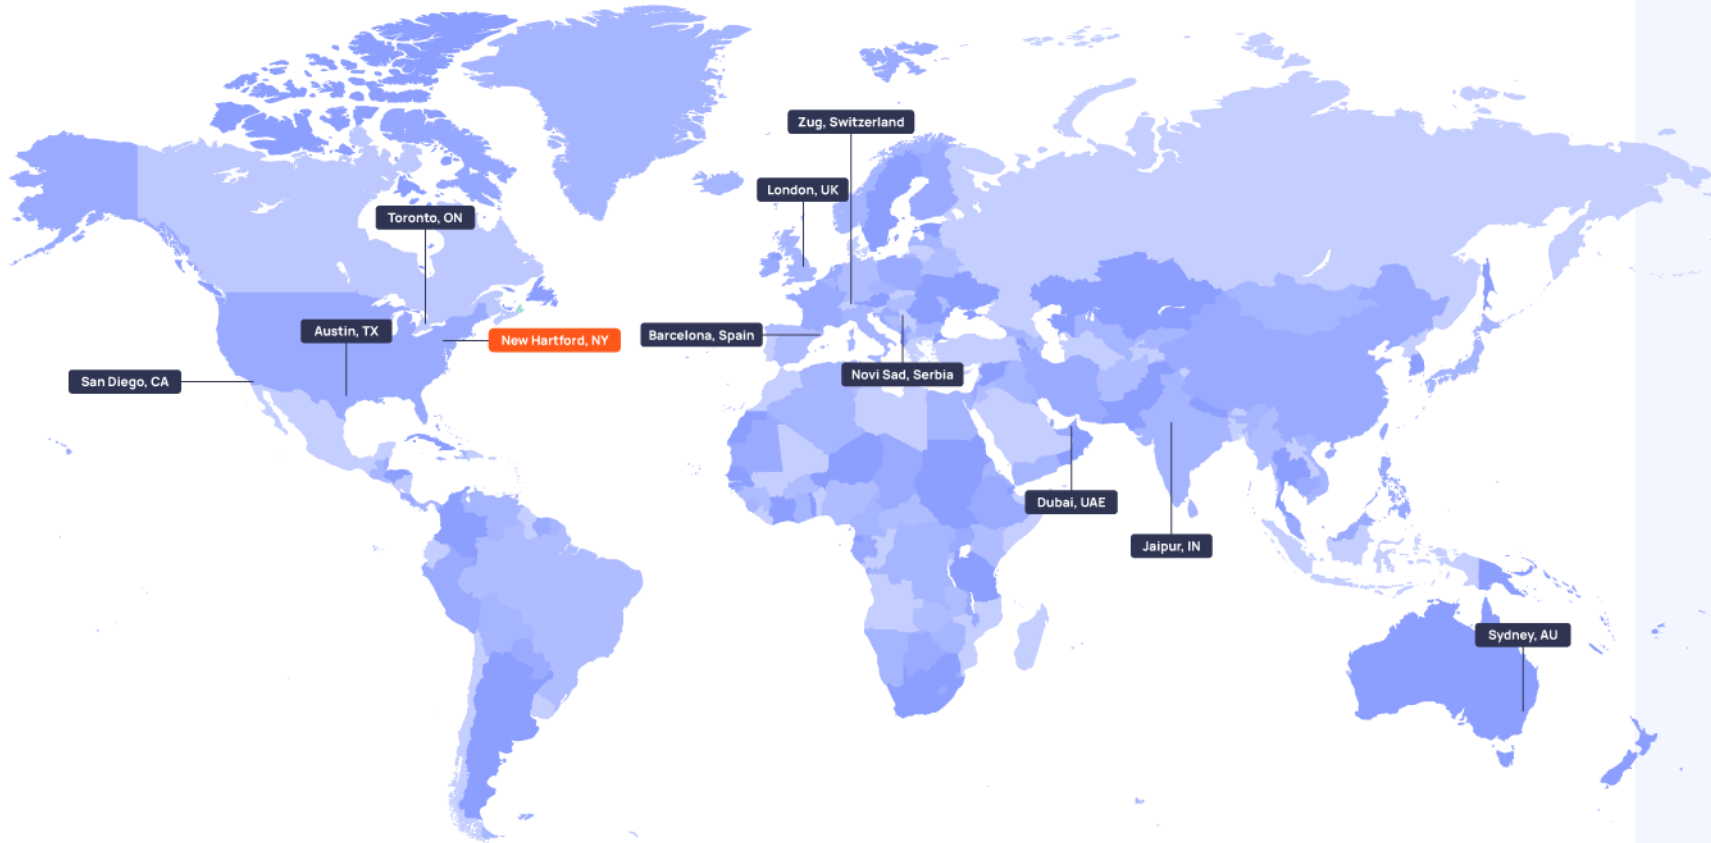 Zug, Switzerland
London, UK
Toronto, ON
Austin, TX
New Hartford, NY
Barcelona, Spain
San Diego, CA
Novi Sad, Serbia
Dubai, UAE
Jaipur, IN
Sydney, AU